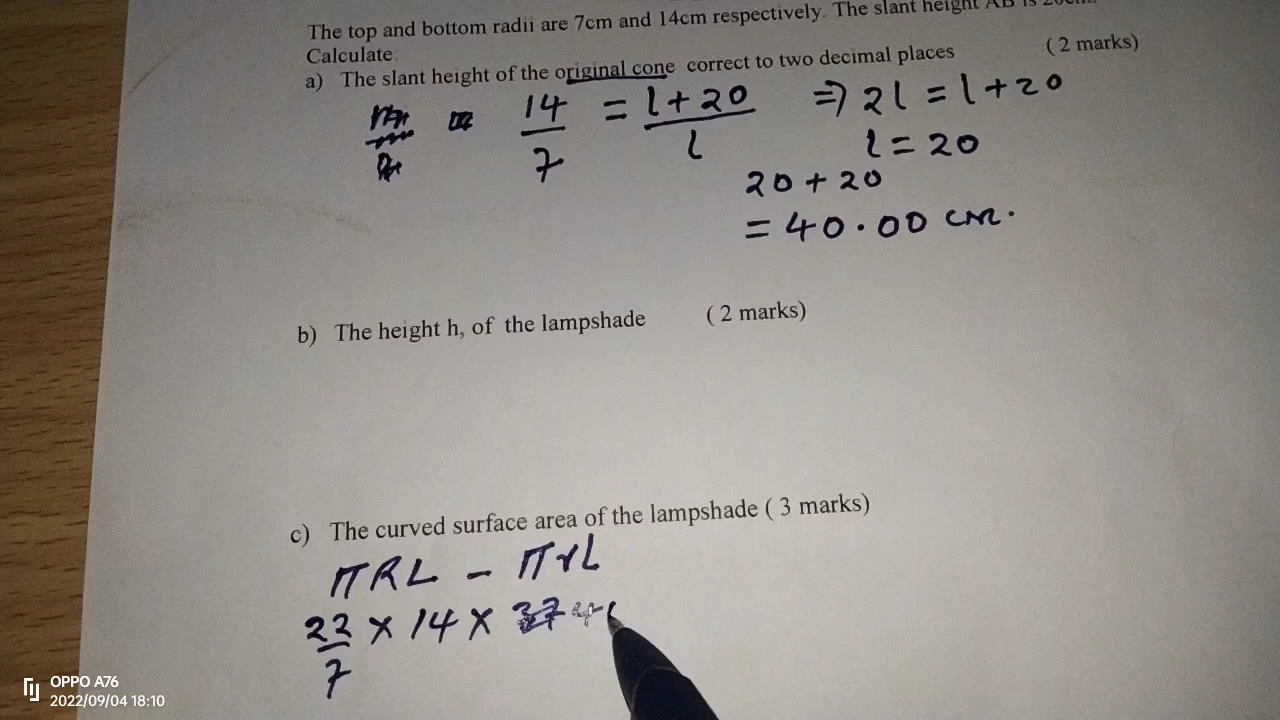 The top and bottom radii are 7cm and 14cm respectively. The slant height AB is 20cm.
Calculate
a) The slant height of the original cone correct to two decimal places (2 marks)
14/7 = l+20/l ⇒ 2l = l+20
l = 20
20+20
= 40.00 cm.
b) The height h, of the lampshade (2 marks)
c) The curved surface area of the lampshade (3 marks)
πRL - πrl
22/7 × 14 ×
OPPO A76
2022/09/04 18:10